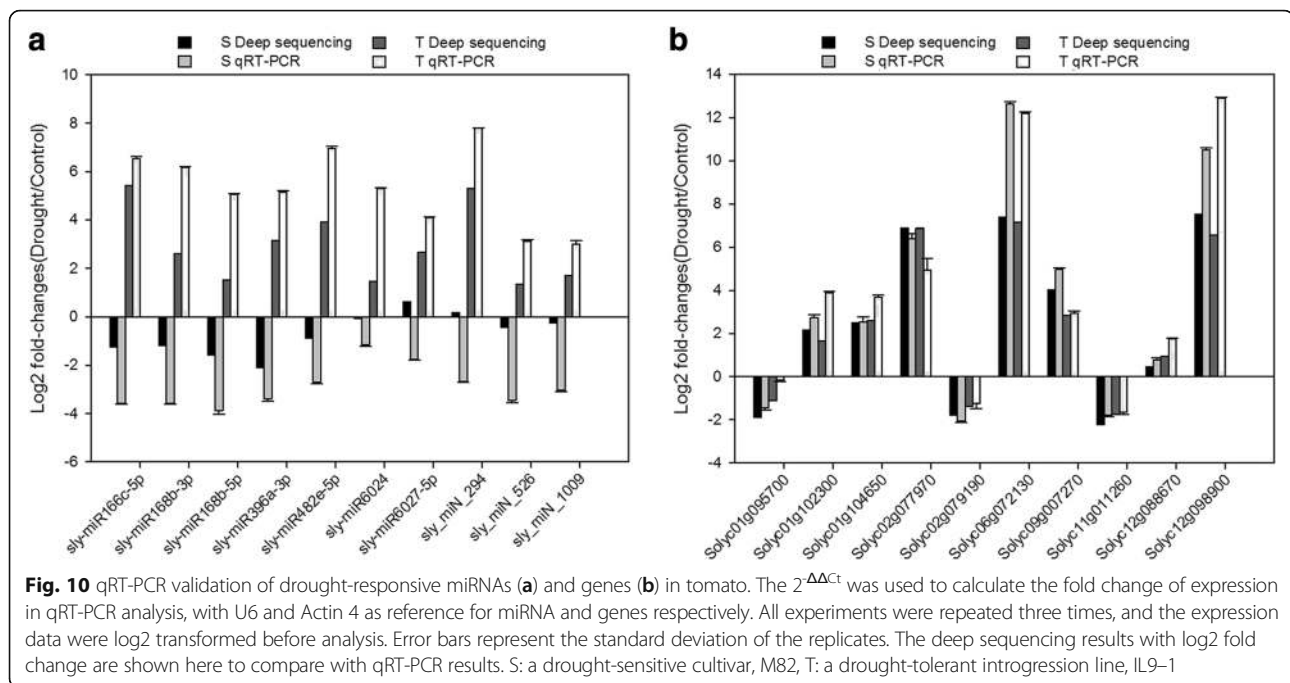 a
S Deep sequencing
T Deep sequencing
S qRT-PCR
T qRT-PCR
Log2 fold-changes(Drought/Control)
10
8
6
4
2
0
-2
-4
-6
sly-miR166c-5p
sly-miR168b-3p
sly-miR168b-5p
sly-miR396a-3p
sly-miR482e-5p
sly-miR6024
sly-miR6027-5p
sly_miN_294
sly_miN_526
sly_miN_1009
b
S Deep sequencing
T Deep sequencing
S qRT-PCR
T qRT-PCR
Log2 fold-changes(Drought/Control)
14
12
10
8
6
4
2
0
-2
-4
Solyc01g095700
Solyc01g102300
Solyc01g104650
Solyc02g077970
Solyc02g079190
Solyc06g072130
Solyc09g007270
Solyc11g011260
Solyc12g088670
Solyc12g098900
Fig. 10 qRT-PCR validation of drought-responsive miRNAs (a) and genes (b) in tomato. The 2-ΔΔCt was used to calculate the fold change of expression
in qRT-PCR analysis, with U6 and Actin 4 as reference for miRNA and genes respectively. All experiments were repeated three times, and the expression
data were log2 transformed before analysis. Error bars represent the standard deviation of the replicates. The deep sequencing results with log2 fold
change are shown here to compare with qRT-PCR results. S: a drought-sensitive cultivar, M82, T: a drought-tolerant introgression line, IL9–1